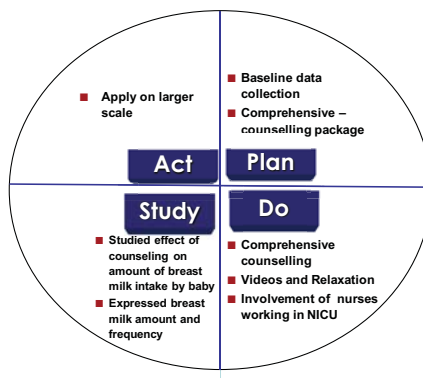 ■ Apply on larger
scale
■ Baseline data
collection
■ Comprehensive –
counselling package
Act
Plan
Study
Do
■ Studied effect of
counseling on
amount of breast
milk intake by baby
■ Expressed breast
milk amount and
frequency
■ Comprehensive
counselling
■ Videos and Relaxation
■ Involvement of nurses
working in NICU